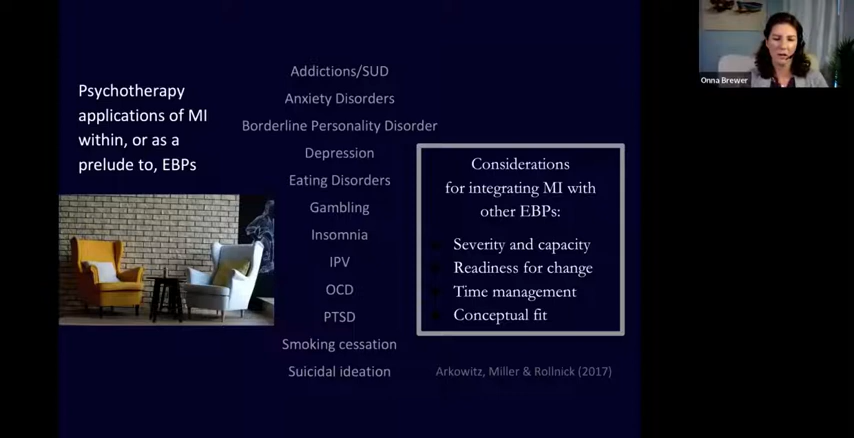 Psychotherapy
applications of MI
within, or as a
prelude to, EBPs
Addictions/SUD
Anxiety Disorders
Borderline Personality Disorder
Depression
Eating Disorders
Gambling
Insomnia
IPV
OCD
PTSD
Smoking cessation
Suicidal ideation
Considerations
for integrating MI with
other EBPs:
Severity and capacity
Readiness for change
Time management
Conceptual fit
Arkowitz, Miller & Rollnick (2017)
Onna Brewer